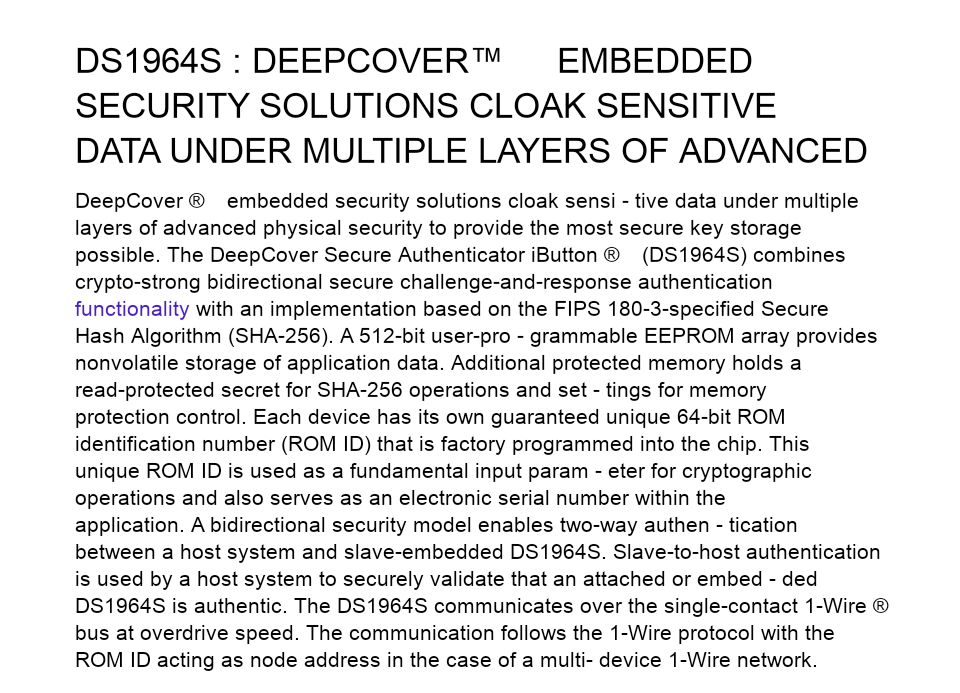 DS1964S : DEEPCOVER™ EMBEDDED
SECURITY SOLUTIONS CLOAK SENSITIVE
DATA UNDER MULTIPLE LAYERS OF ADVANCED
DeepCover ® embedded security solutions cloak sensi - tive data under multiple
layers of advanced physical security to provide the most secure key storage
possible. The DeepCover Secure Authenticator iButton ® (DS1964S) combines
crypto-strong bidirectional secure challenge-and-response authentication
functionality with an implementation based on the FIPS 180-3-specified Secure
Hash Algorithm (SHA-256). A 512-bit user-pro - grammable EEPROM array provides
nonvolatile storage of application data. Additional protected memory holds a
read-protected secret for SHA-256 operations and set - tings for memory
protection control. Each device has its own guaranteed unique 64-bit ROM
identification number (ROM ID) that is factory programmed into the chip. This
unique ROM ID is used as a fundamental input param - eter for cryptographic
operations and also serves as an electronic serial number within the
application. A bidirectional security model enables two-way authen - tication
between a host system and slave-embedded DS1964S. Slave-to-host authentication
is used by a host system to securely validate that an attached or embed - ded
DS1964S is authentic. The DS1964S communicates over the single-contact 1-Wire ®
bus at overdrive speed. The communication follows the 1-Wire protocol with the
ROM ID acting as node address in the case of a multi- device 1-Wire network.